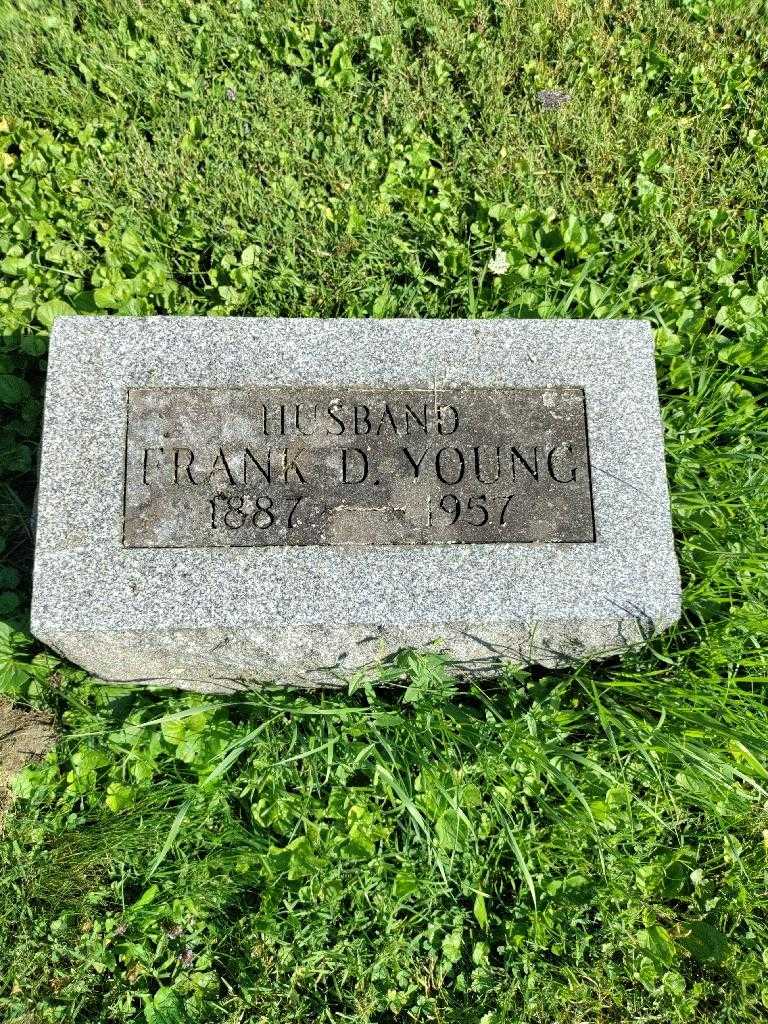 HUSBAND
FRANK D. YOUNG
1887 — 1957